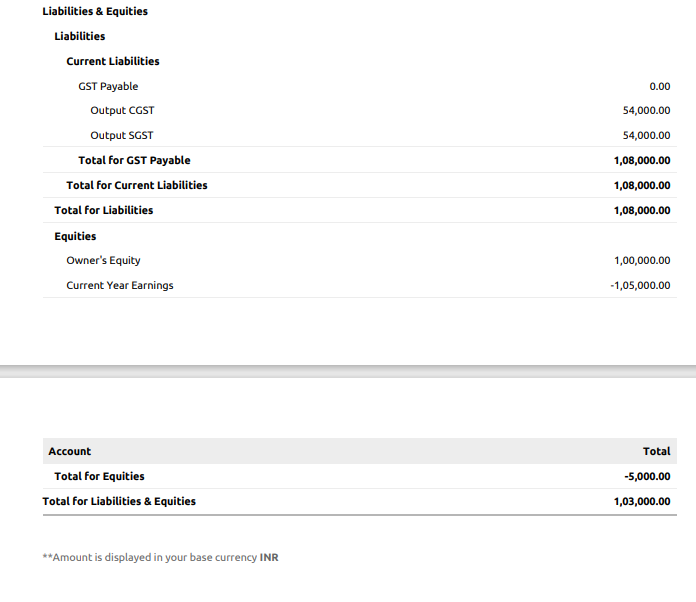 Liabilities & Equities
Liabilities
Current Liabilities
GST Payable 0.00
Output CGST 54,000.00
Output SGST 54,000.00
Total for GST Payable 1,08,000.00
Total for Current Liabilities 1,08,000.00
Total for Liabilities 1,08,000.00
Equities
Owner's Equity 1,00,000.00
Current Year Earnings -1,05,000.00
Account Total
Total for Equities -5,000.00
Total for Liabilities & Equities 1,03,000.00
**Amount is displayed in your base currency INR